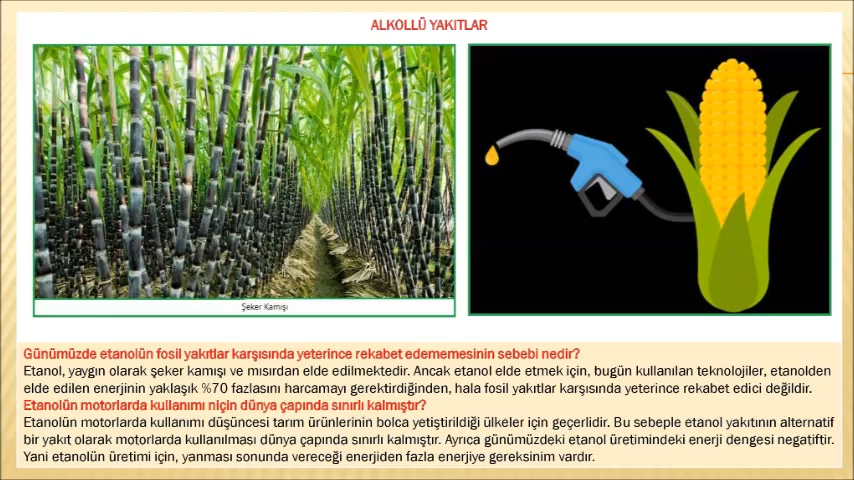 ALKOLLÜ YAKITLAR
Şeker Kamışı
Günümüzde etanolün fosil yakıtlar karşısında yeterince rekabet edememesinin sebebi nedir?
Etanol, yaygın olarak şeker kamışı ve mısırdan elde edilmektedir. Ancak etanol elde etmek için, bugün kullanılan teknolojiler, etanolden
elde edilen enerjinin yaklaşık %70 fazlasını harcamayı gerektirdiğinden, hala fosil yakıtlar karşısında yeterince rekabet edici değildir.
Etanolün motorlarda kullanımı niçin dünya çapında sınırlı kalmıştır?
Etanolün motorlarda kullanımı düşüncesi tarım ürünlerinin bolca yetiştirildiği ülkeler için geçerlidir. Bu sebeple etanol yakıtının alternatif
bir yakıt olarak motorlarda kullanılması dünya çapında sınırlı kalmıştır. Ayrıca günümüzdeki etanol üretimindeki enerji dengesi negatiftir.
Yani etanolün üretimi için, yanması sonunda vereceği enerjiden fazla enerjiye gereksinim vardır.